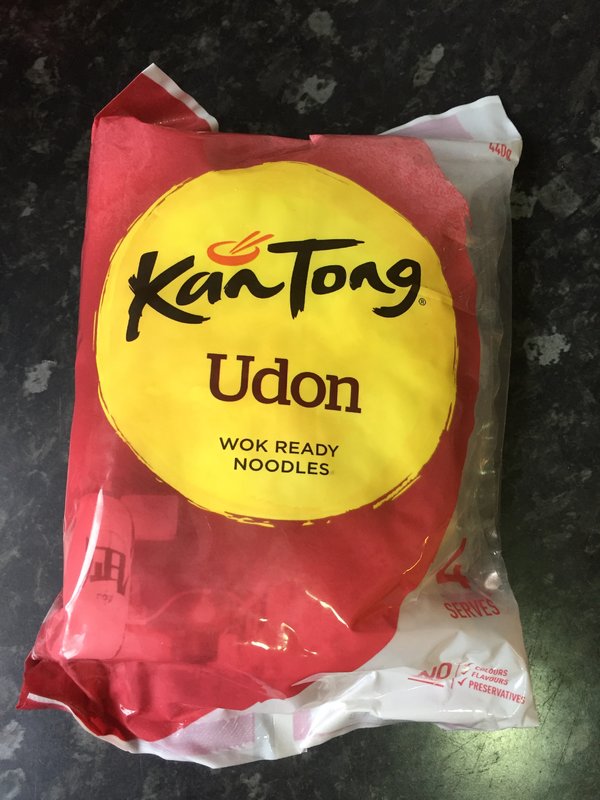 440g
KanTong®
Udon
WOK READY
NOODLES
4
SERVES
NO
COLOURS
FLAVOURS
PRESERVATIVES